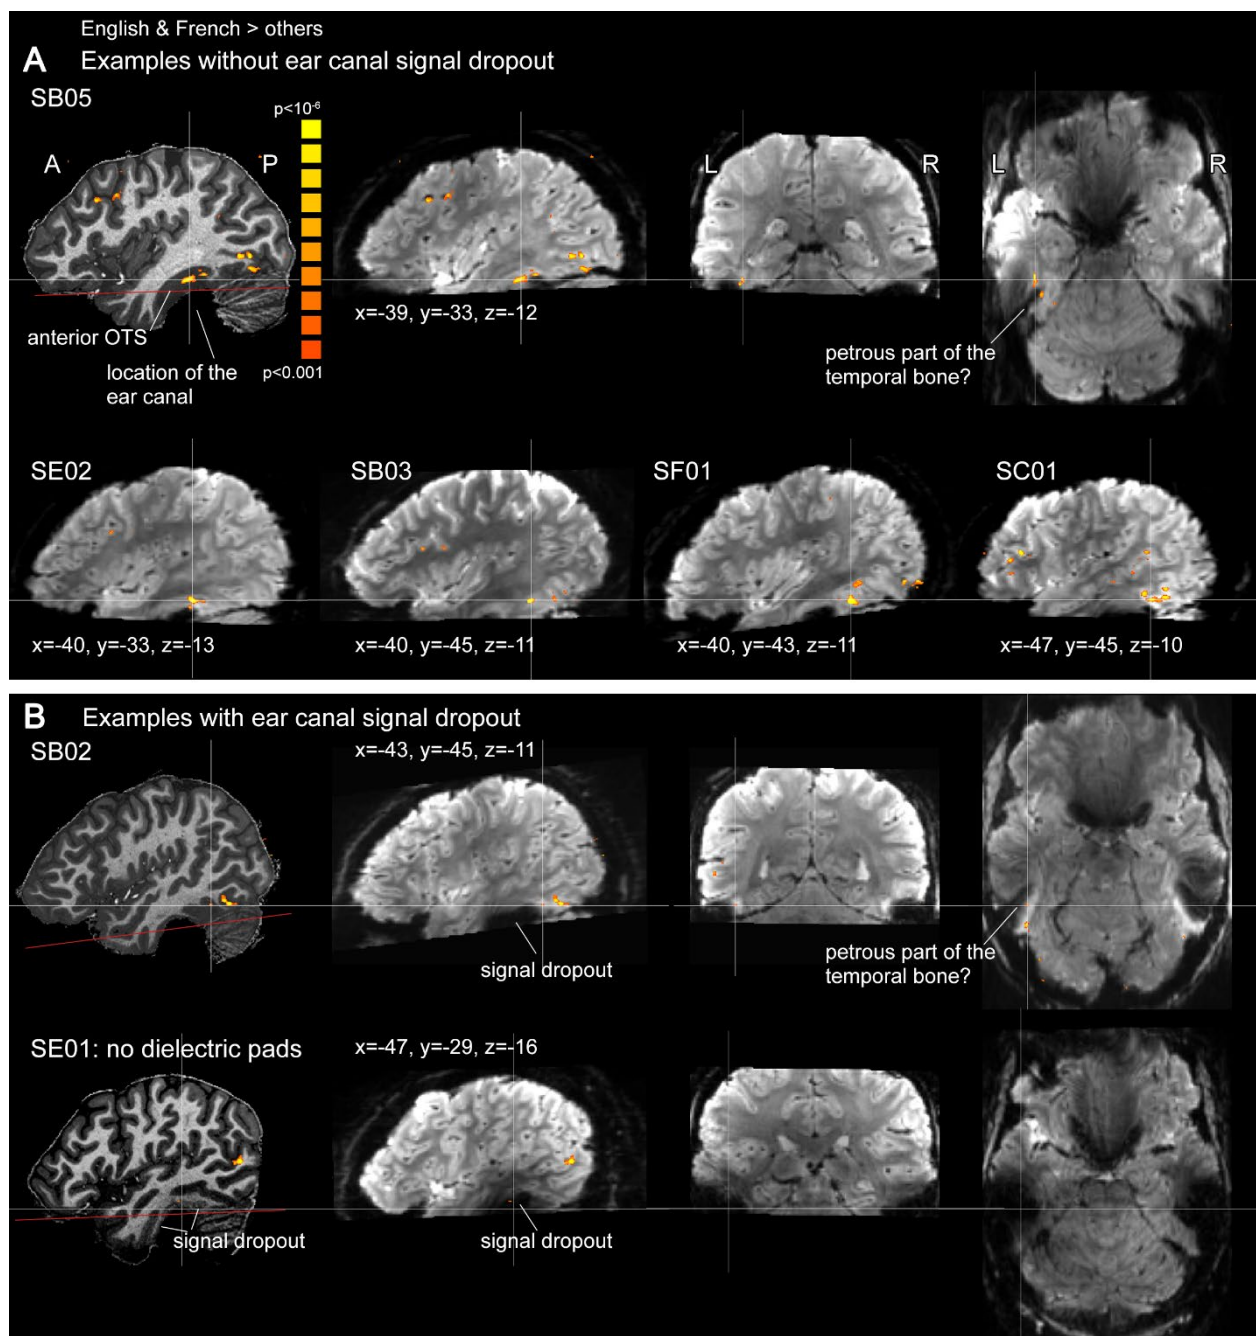 English & French > others
A Examples without ear canal signal dropout
SB05
p<10⁻⁶
A
P
L
R
L
R
x=-39, y=-33, z=-12
anterior OTS
location of the
ear canal
p<0.001
petrous part of the
temporal bone?
SE02
SB03
SF01
SC01
x=-40, y=-33, z=-13
x=-40, y=-45, z=-11
x=-40, y=-43, z=-11
x=-47, y=-45, z=-10
B Examples with ear canal signal dropout
SB02
x=-43, y=-45, z=-11
signal dropout
petrous part of the
temporal bone?
SE01: no dielectric pads
x=-47, y=-29, z=-16
signal dropout
signal dropout